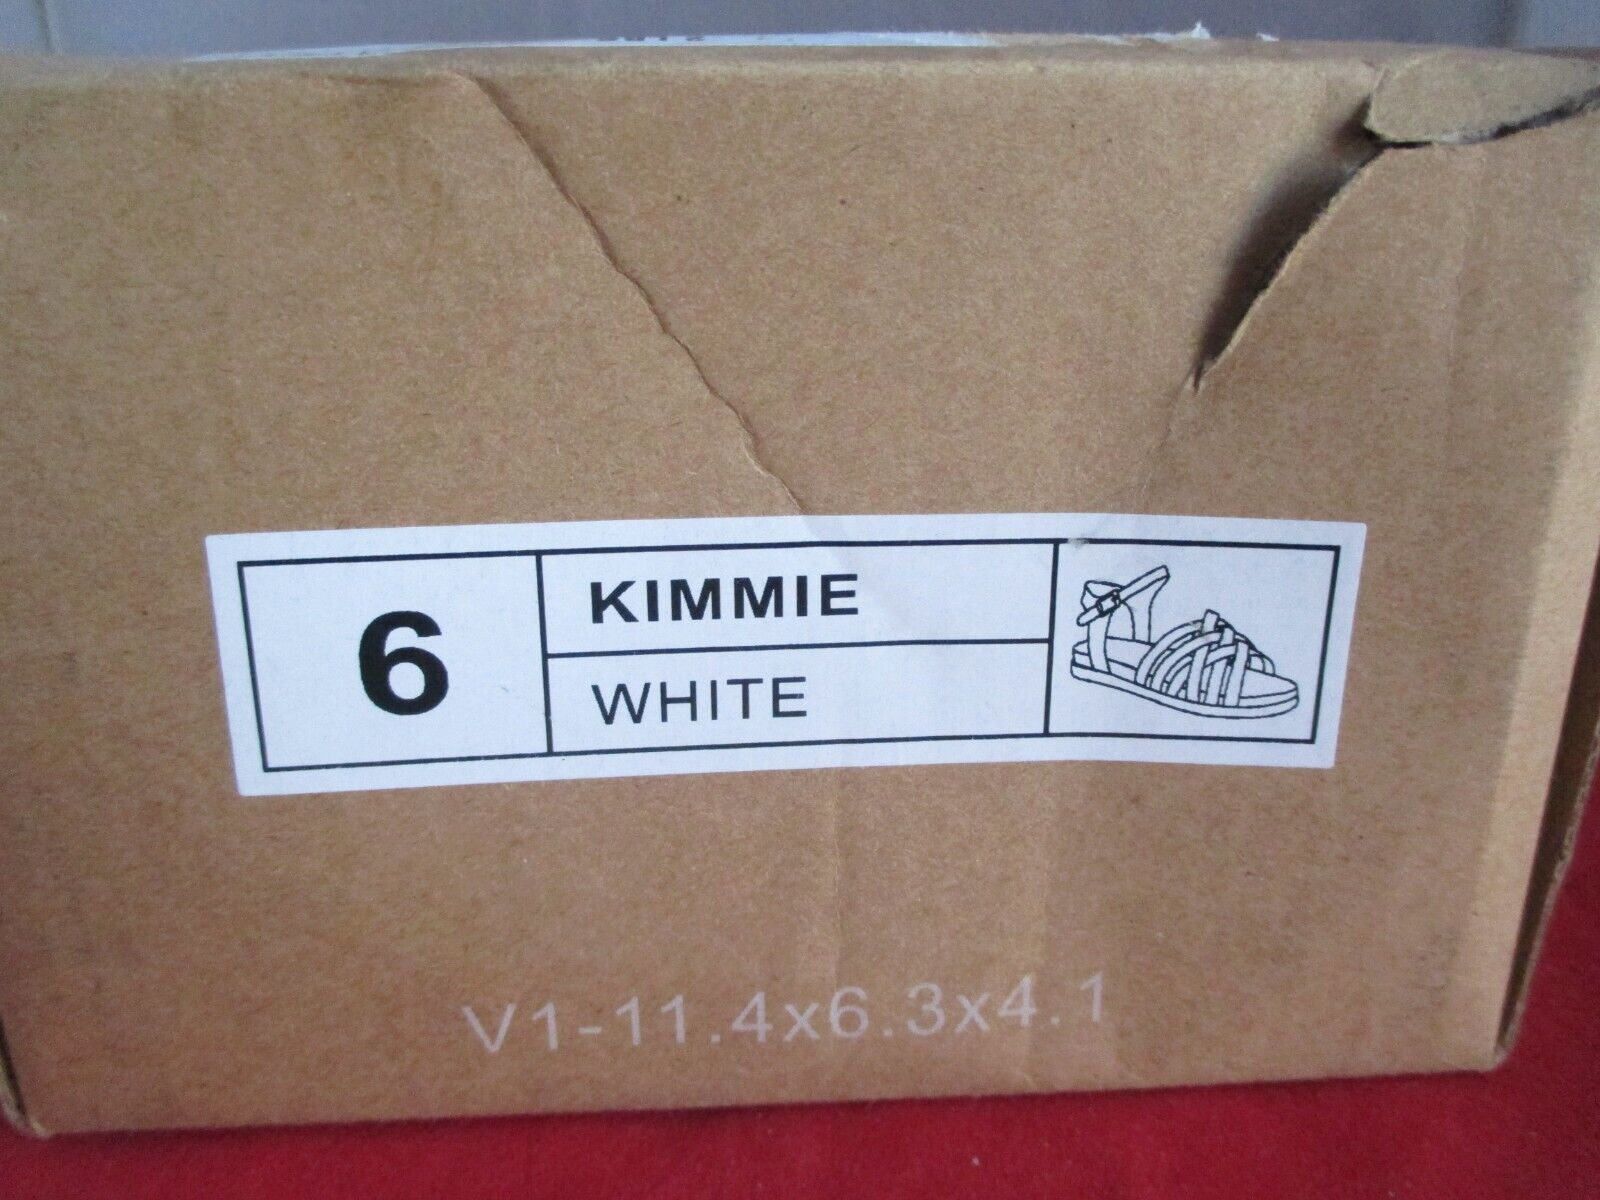 6
KIMMIE
WHITE
V1-11.4x6.3x4.1